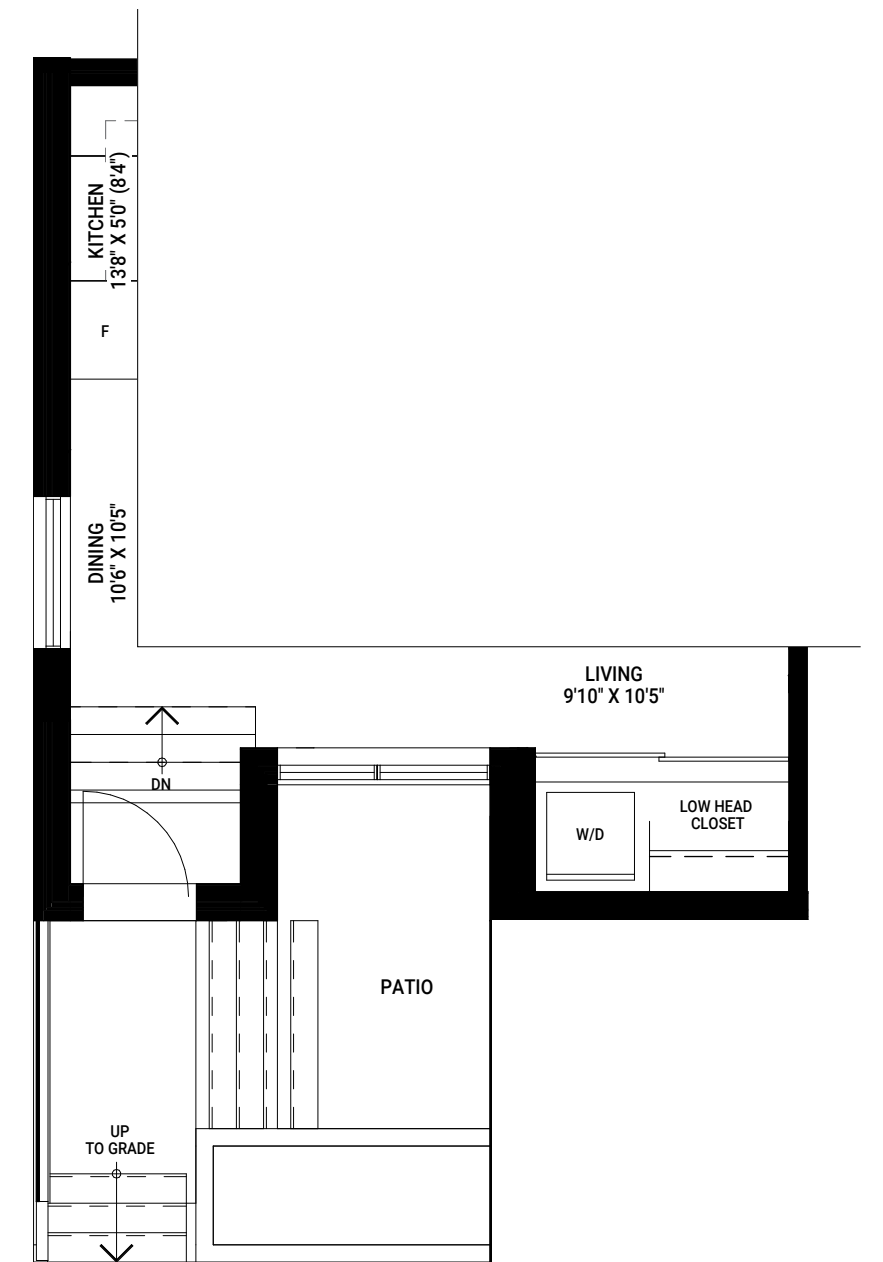 KITCHEN
13'8" X 5'0" (8'4")
F
DINING
10'6" X 10'5"
LIVING
9'10" X 10'5"
DN
W/D
LOW HEAD
CLOSET
PATIO
UP
TO GRADE